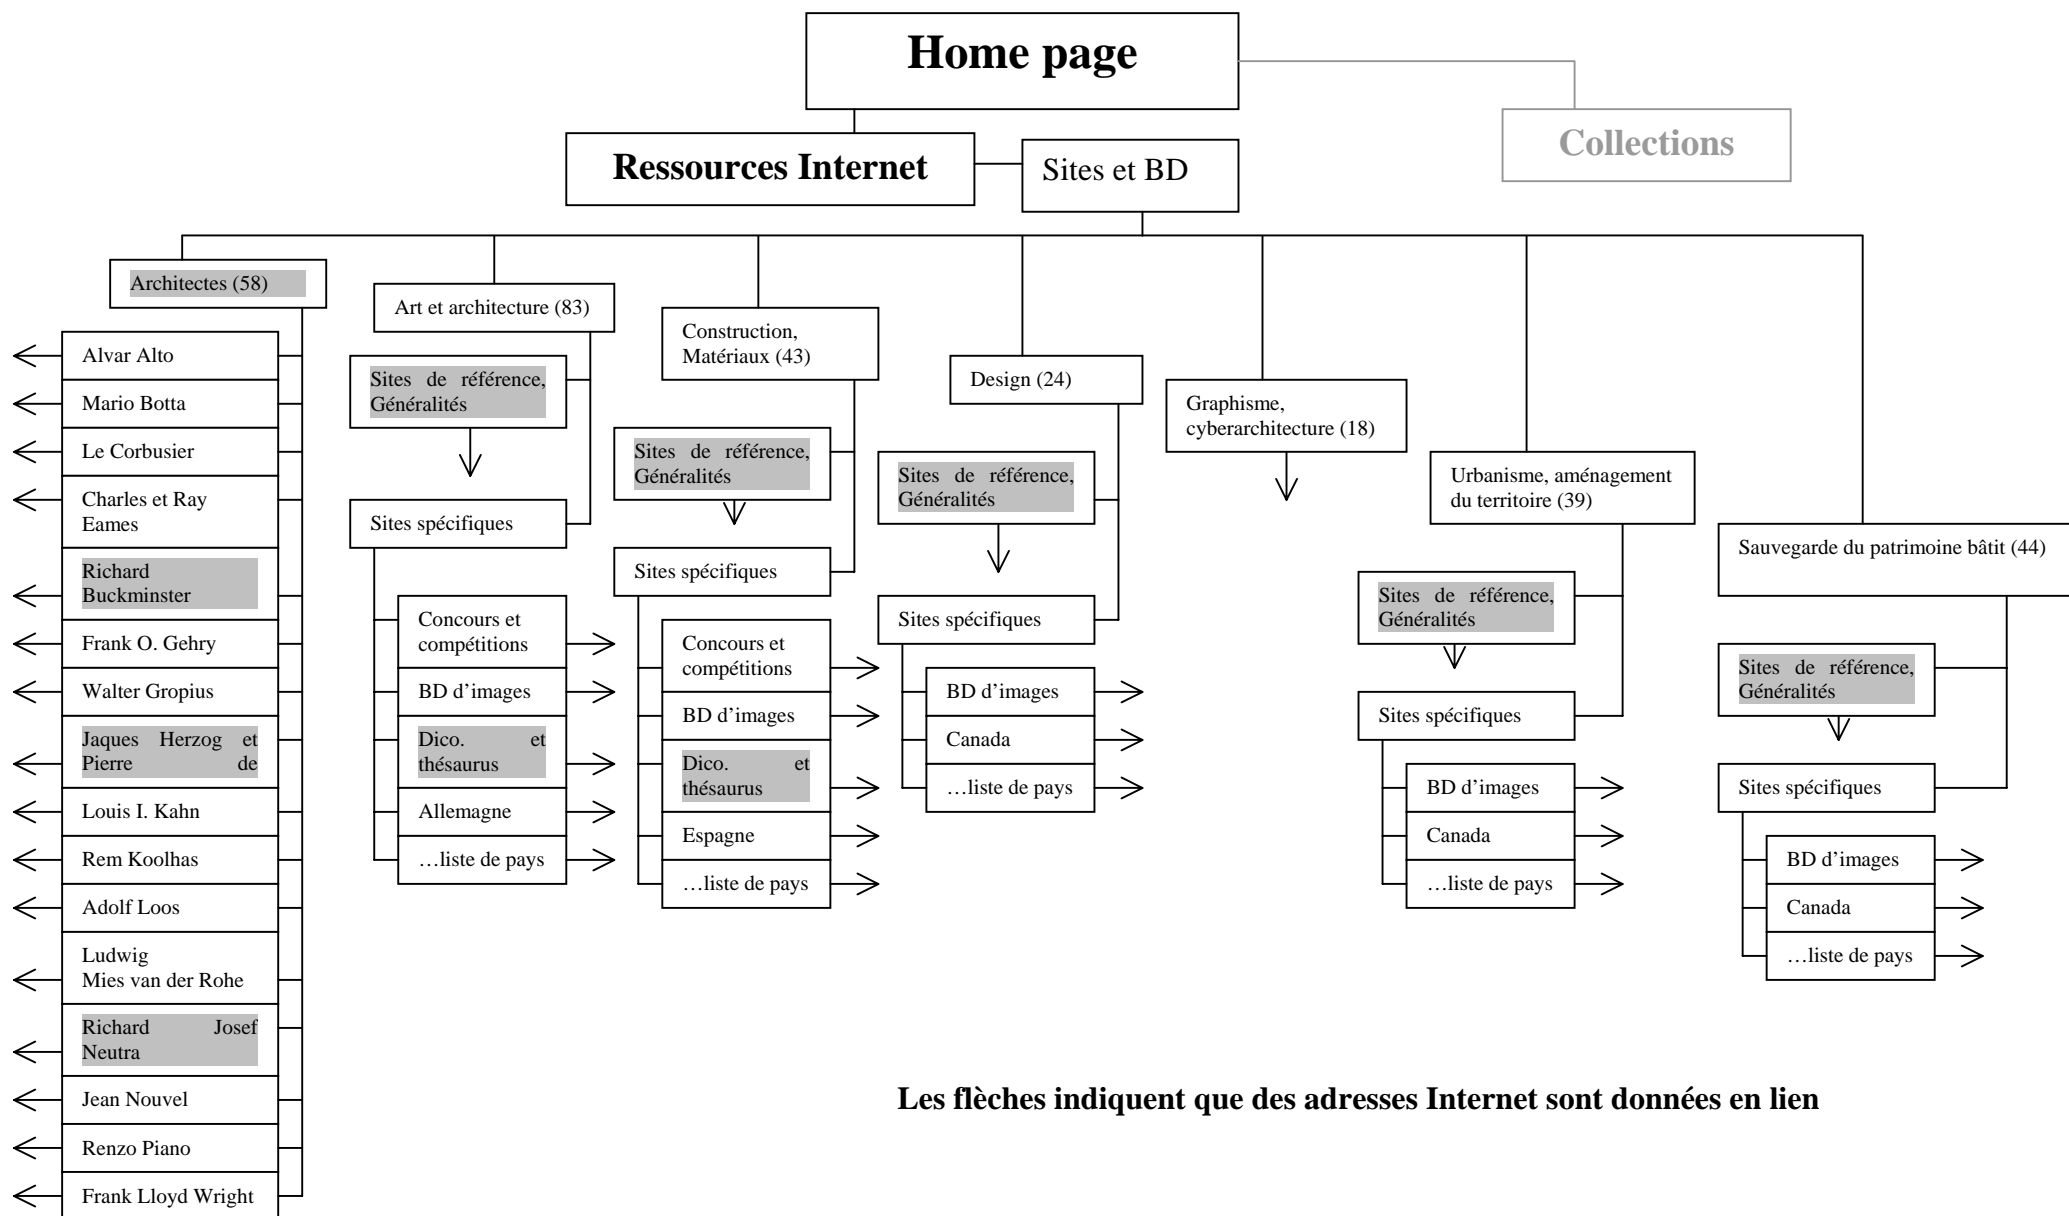 Home page
Collections
Ressources Internet
Sites et BD
Architectes (58)
Alvar Alto
Mario Botta
Le Corbusier
Charles et Ray
Eames
Richard
Buckminster
Frank O. Gehry
Walter Gropius
Jaques Herzog et
Pierre de
Louis I. Kahn
Rem Koolhas
Adolf Loos
Ludwig
Mies van der Rohe
Richard Josef
Neutra
Jean Nouvel
Renzo Piano
Frank Lloyd Wright
Art et architecture (83)
Sites de référence,
Généralités
Sites spécifiques
Concours et
compétitions
BD d’images
Dico. et
thésaurus
Allemagne
…liste de pays
Construction,
Matériaux (43)
Sites de référence,
Généralités
Sites spécifiques
Concours et
compétitions
BD d’images
Dico. et
thésaurus
Espagne
…liste de pays
Design (24)
Sites de référence,
Généralités
Sites spécifiques
BD d’images
Canada
…liste de pays
Graphisme,
cyberarchitecture (18)
Urbanisme, aménagement
du territoire (39)
Sites de référence,
Généralités
Sites spécifiques
BD d’images
Canada
…liste de pays
Sauvegarde du patrimoine bâtit (44)
Sites de référence,
Généralités
Sites spécifiques
BD d’images
Canada
…liste de pays
Les flèches indiquent que des adresses Internet sont données en lien